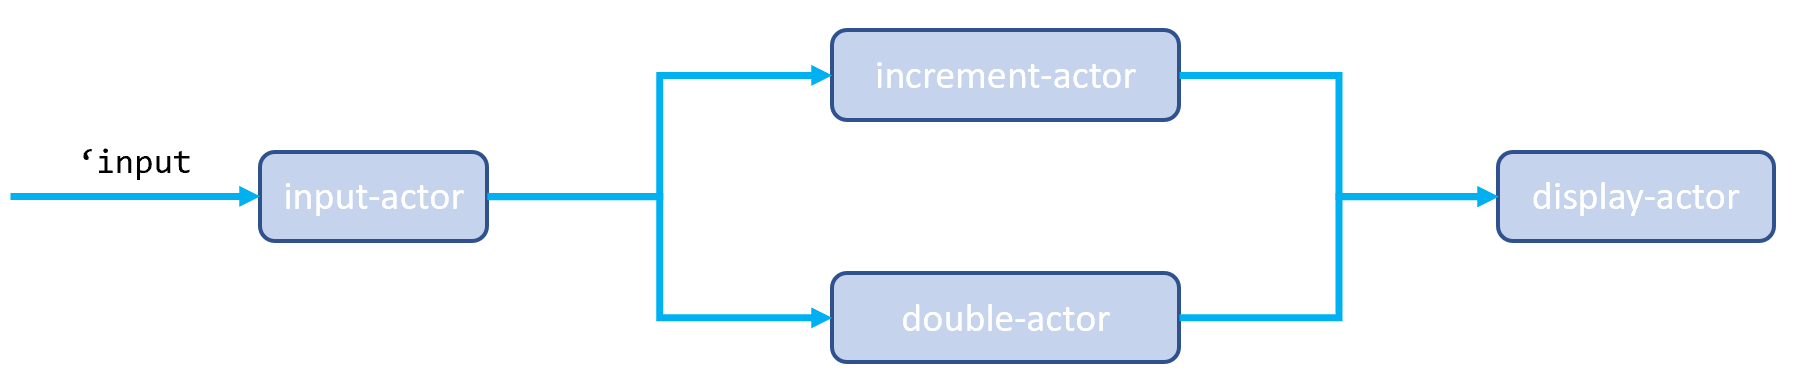 ‘input
input-actor
increment-actor
double-actor
display-actor